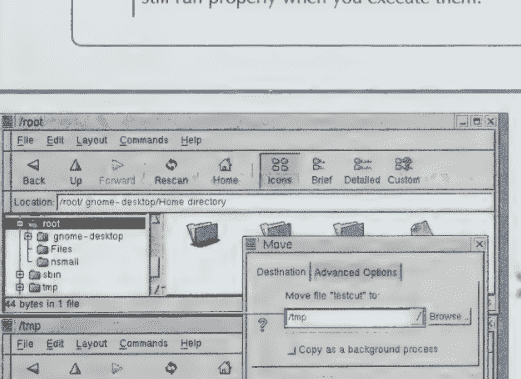 still run properly when you execute them.
/root
File Edit Layout Commands Help
Back Up Forward Rescan Home Icons Brief Detailed Custom
Location: /root/gnome-desktop/Home directory
root
gnome-desktop
Files
nsmail
sbin
tmp
44 bytes in 1 file
Move
Destination Advanced Options
Move file "testcut" to:
/tmp Browse...
Copy as a background process
/tmp
File Edit Layout Commands Help